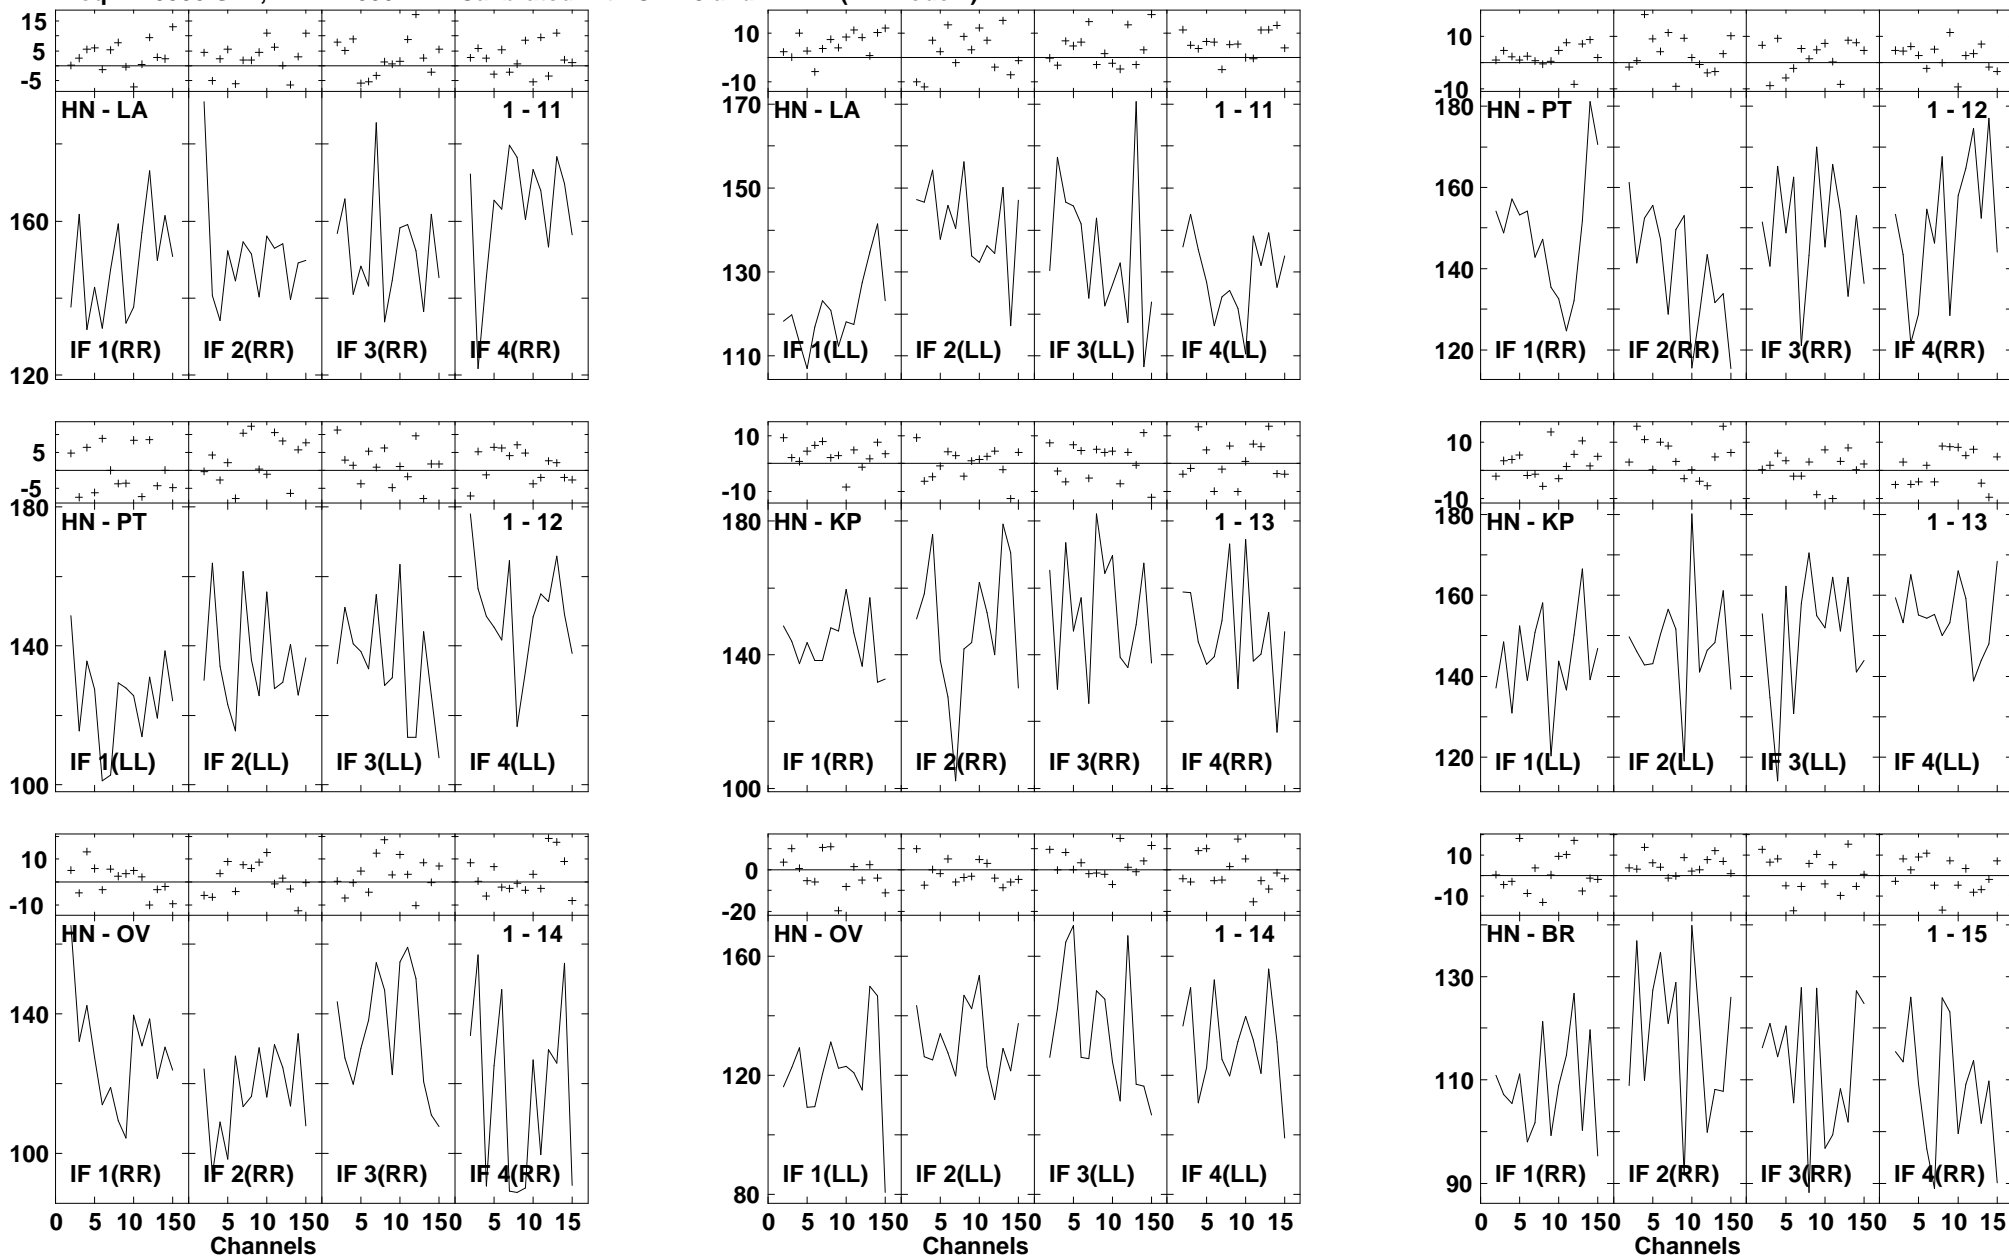 15 5 -5 10 -10 10 -10
HN - LA 1 - 11 HN - LA 1 - 11 HN - PT 1 - 12
160 120 170 150 130 110 180 160 140 120
IF 1(RR) IF 2(RR) IF 3(RR) IF 4(RR) IF 1(LL) IF 2(LL) IF 3(LL) IF 4(LL) IF 1(RR) IF 2(RR) IF 3(RR) IF 4(RR)
5 -5 10 -10 10 -10
HN - PT 1 - 12 HN - KP 1 - 13 HN - KP 1 - 13
180 140 100 180 140 100 180 160 140 120
IF 1(LL) IF 2(LL) IF 3(LL) IF 4(LL) IF 1(RR) IF 2(RR) IF 3(RR) IF 4(RR) IF 1(LL) IF 2(LL) IF 3(LL) IF 4(LL)
10 -10 0 -20 10 -10
HN - OV 1 - 14 HN - OV 1 - 14 HN - BR 1 - 15
140 100 160 120 80 130 110 90
IF 1(RR) IF 2(RR) IF 3(RR) IF 4(RR) IF 1(LL) IF 2(LL) IF 3(LL) IF 4(LL) IF 1(RR) IF 2(RR) IF 3(RR) IF 4(RR)
0 5 10 150 5 10 150 5 10 150 5 10 15 0 5 10 150 5 10 150 5 10 150 5 10 15 0 5 10 150 5 10 150 5 10 150 5 10 15
Channels Channels Channels